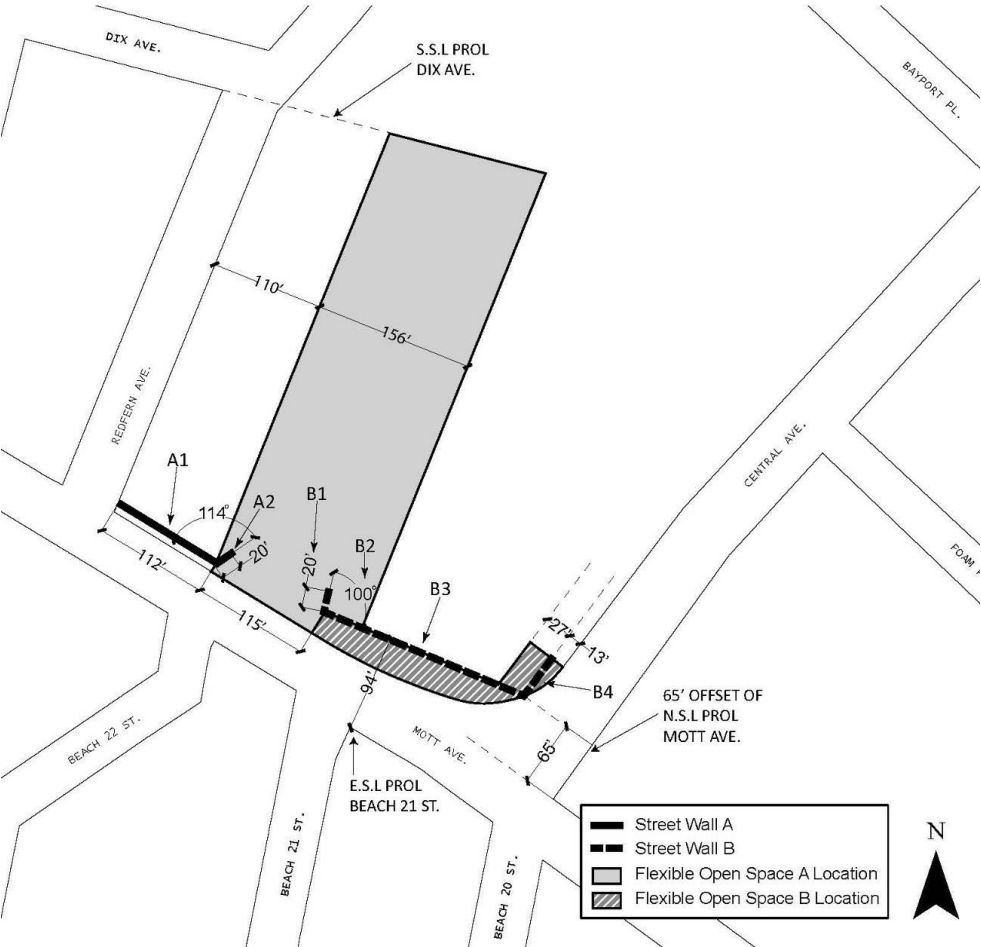 DIX AVE.
S.S.L PROL
DIX AVE.
BAYPORT PL.
110'
156'
REDFERN AVE.
CENTRAL AVE.
A1
114°
A2
20'
B1
20'
B2
100°
B3
112'
115'
94'
27'
13'
B4
FOAM
65' OFFSET OF
N.S.L PROL
MOTT AVE.
65'
MOTT AVE.
BEACH 22 ST.
E.S.L PROL
BEACH 21 ST.
BEACH 21 ST.
BEACH 20 ST.
Street Wall A
Street Wall B
Flexible Open Space A Location
Flexible Open Space B Location
N